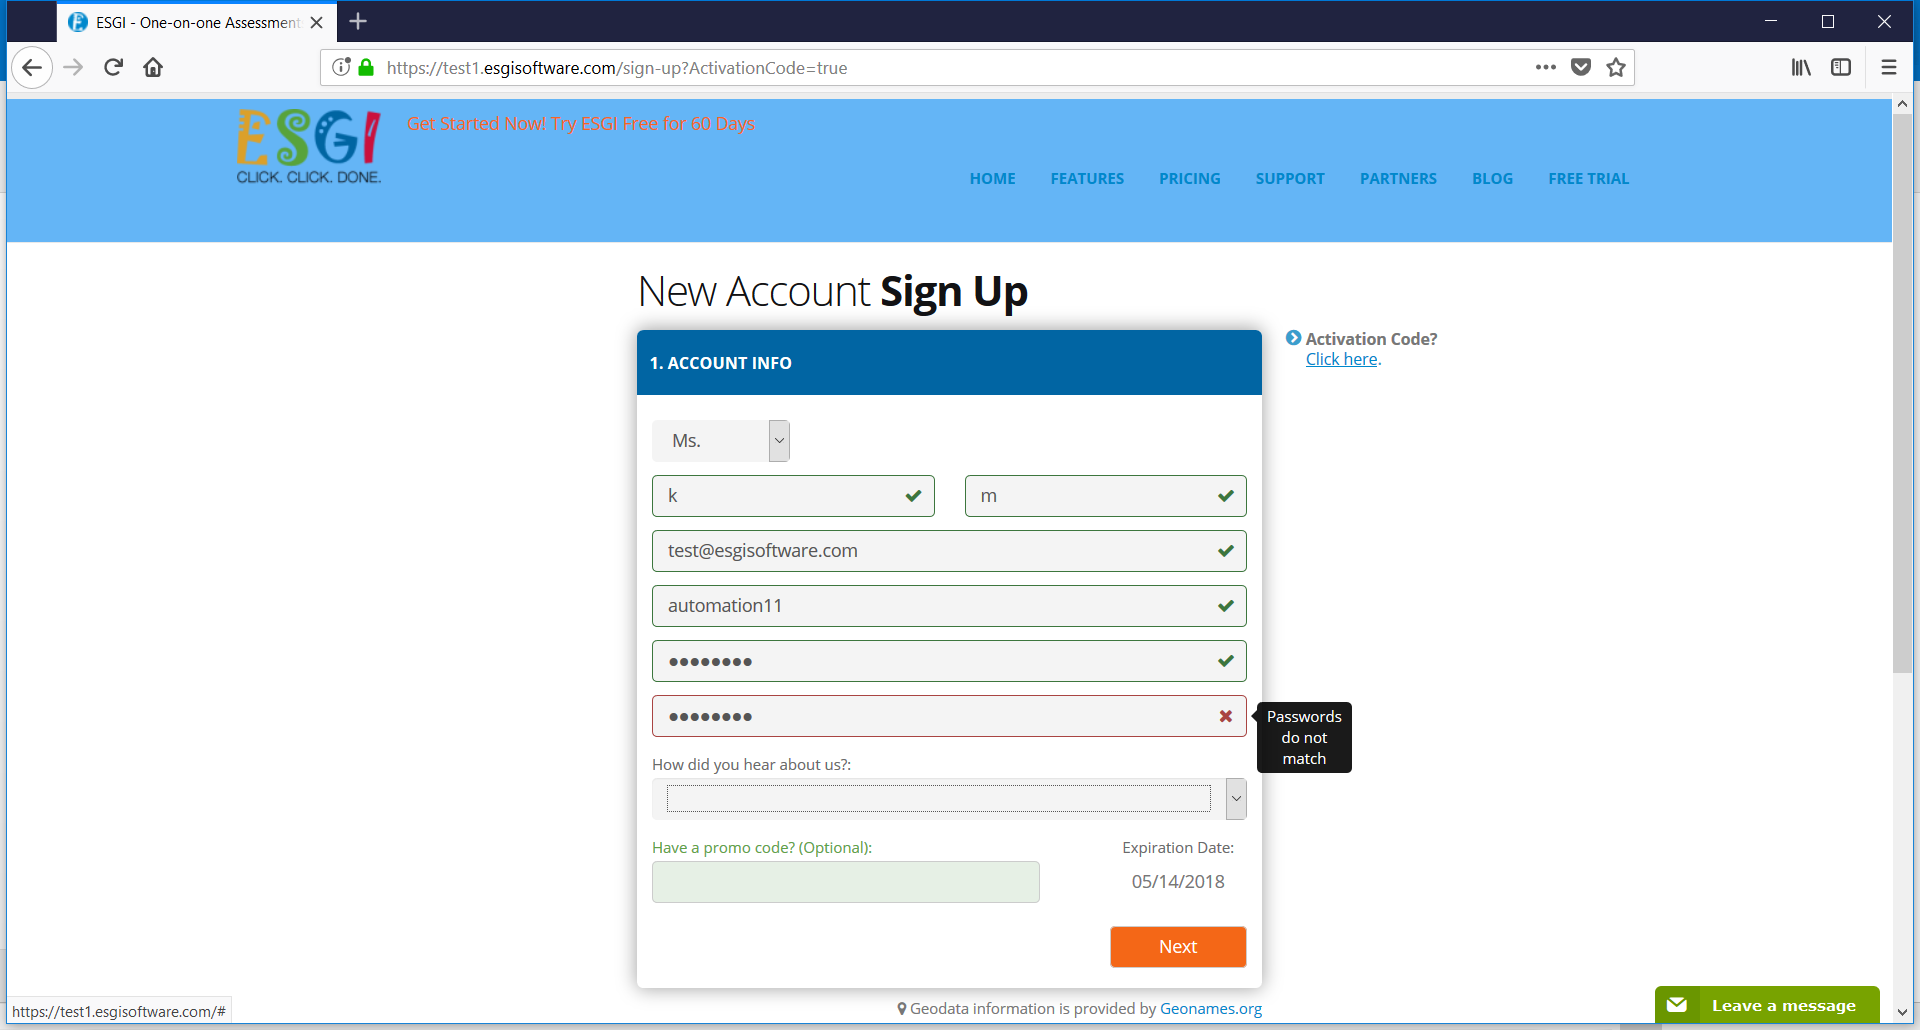 ESGI - One-on-one Assessment
https://test1.esgisoftware.com/sign-up?ActivationCode=true
ESGI
CLICK. CLICK. DONE.
Get Started Now! Try ESGI Free for 60 Days
HOME FEATURES PRICING SUPPORT PARTNERS BLOG FREE TRIAL
New Account Sign Up
1. ACCOUNT INFO
Activation Code?
Click here.
Ms.
k m
test@esgisoftware.com
automation11
●●●●●●●●
●●●●●●●●
Passwords
do not
match
How did you hear about us?:
Have a promo code? (Optional): Expiration Date:
05/14/2018
Next
Geodata information is provided by Geonames.org
https://test1.esgisoftware.com/#
Leave a message